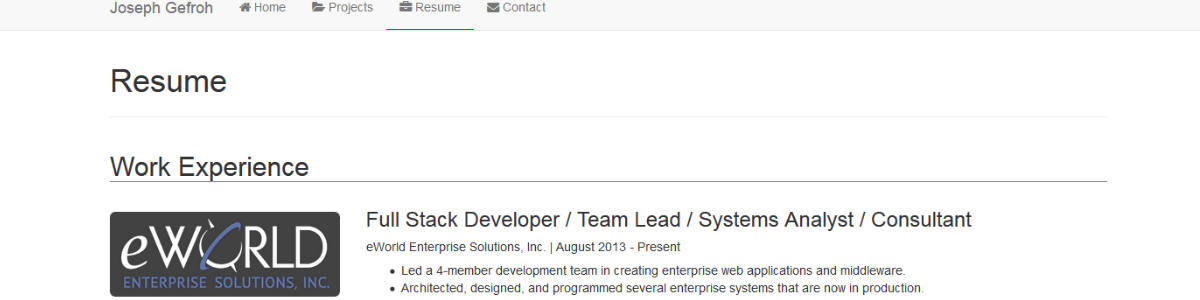 Joseph Gefroh Home Projects Resume Contact
Resume
Work Experience
eWORLD
ENTERPRISE SOLUTIONS, INC.
Full Stack Developer / Team Lead / Systems Analyst / Consultant
eWorld Enterprise Solutions, Inc. | August 2013 - Present
Led a 4-member development team in creating enterprise web applications and middleware.
Architected, designed, and programmed several enterprise systems that are now in production.